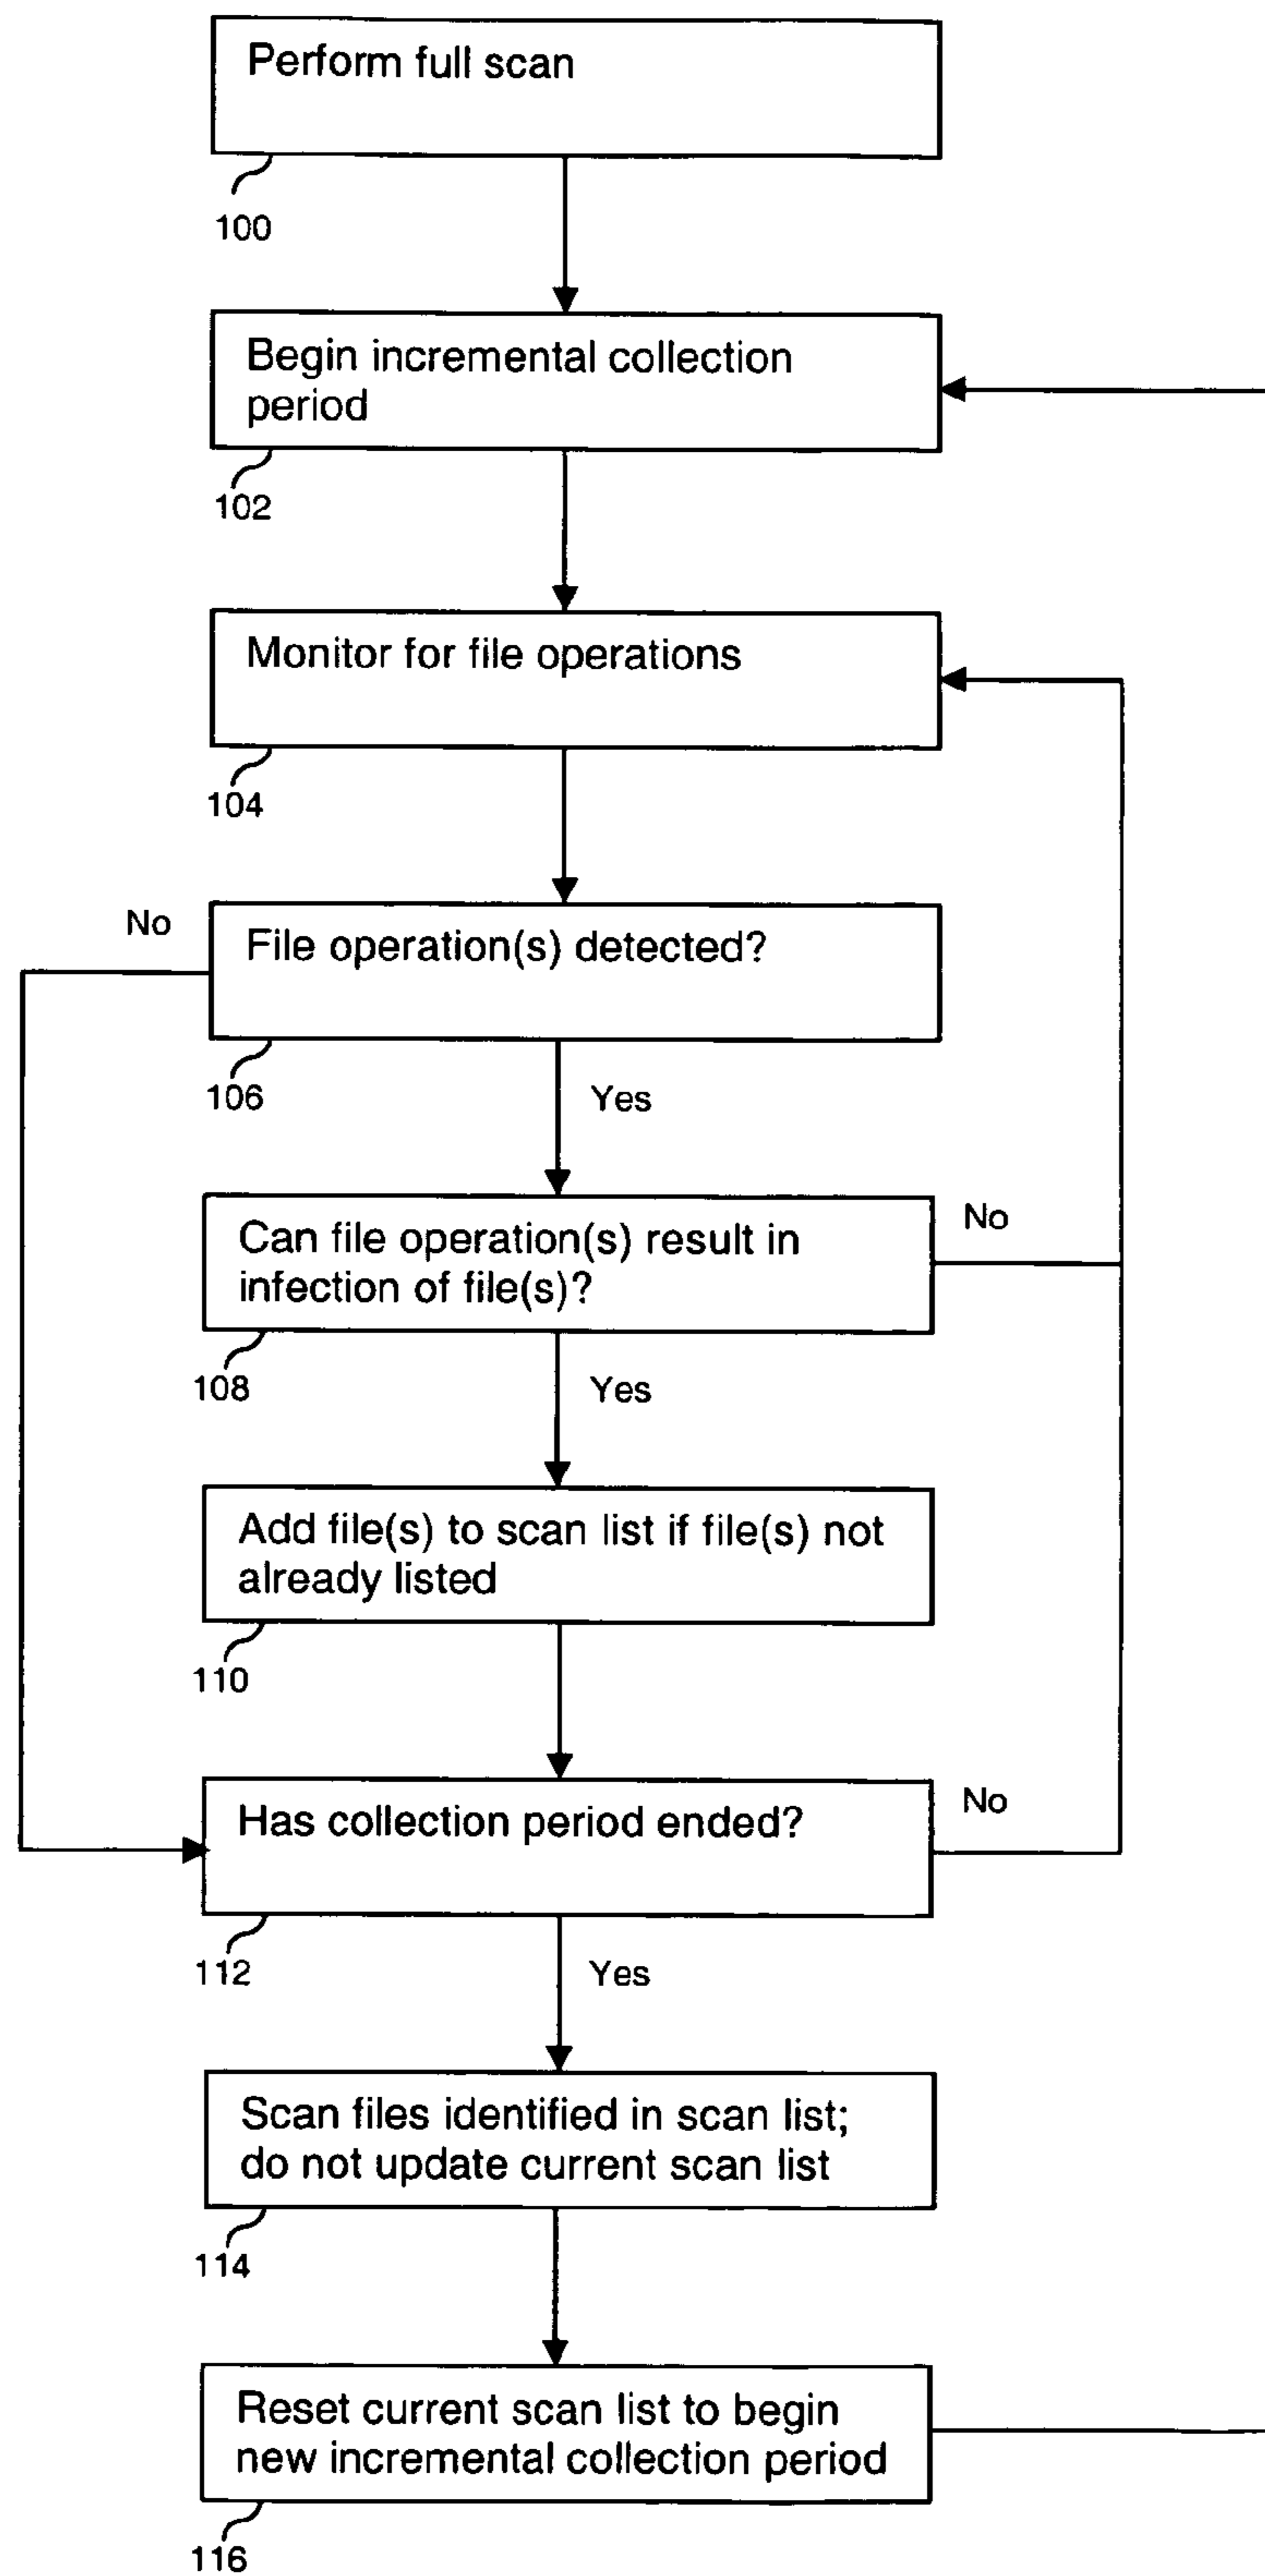 Perform full scan
100
Begin incremental collection
period
102
Monitor for file operations
104
No
File operation(s) detected?
106
Yes
Can file operation(s) result in
infection of file(s)?
No
108
Yes
Add file(s) to scan list if file(s) not
already listed
110
Has collection period ended?
No
112
Yes
Scan files identified in scan list;
do not update current scan list
114
Reset current scan list to begin
new incremental collection period
116